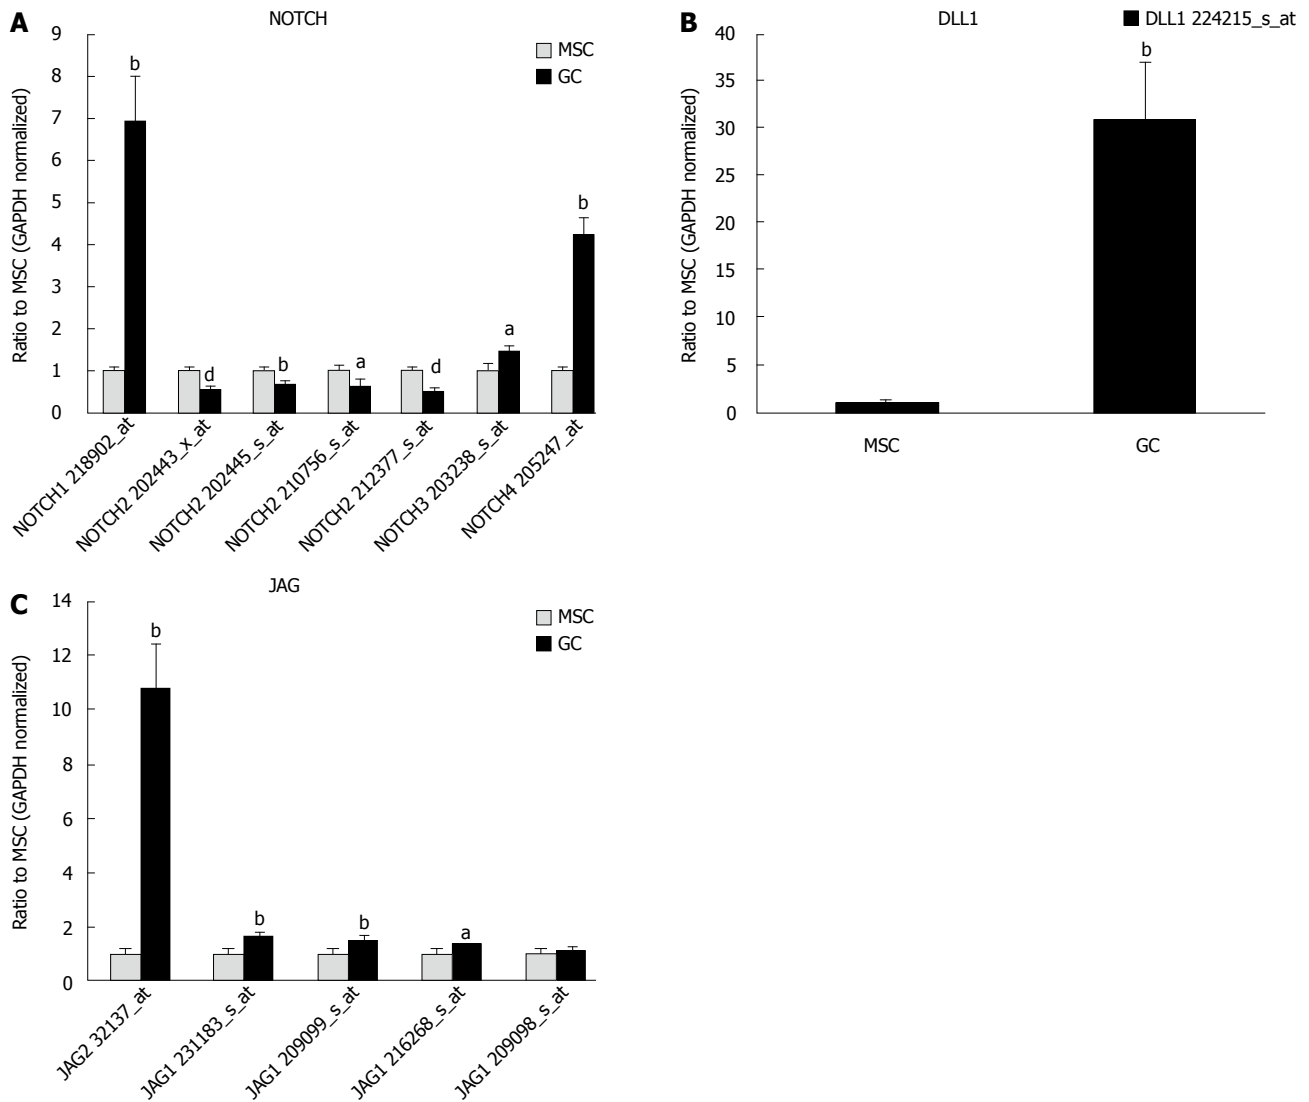 A
NOTCH
Ratio to MSC (GAPDH normalized)
9
8
7
6
5
4
3
2
1
0
MSC
GC
b
d
b
a
d
a
b
NOTCH1 218902_at
NOTCH2 202443_x_at
NOTCH2 202445_s_at
NOTCH2 210756_s_at
NOTCH2 212377_s_at
NOTCH3 203238_s_at
NOTCH4 205247_at
B
DLL1
DLL1 224215_s_at
Ratio to MSC (GAPDH normalized)
40
35
30
25
20
15
10
5
0
b
MSC
GC
C
JAG
Ratio to MSC (GAPDH normalized)
14
12
10
8
6
4
2
0
MSC
GC
b
b
b
a
JAG2 32137_at
JAG1 231183_s_at
JAG1 209099_s_at
JAG1 216268_s_at
JAG1 209098_s_at